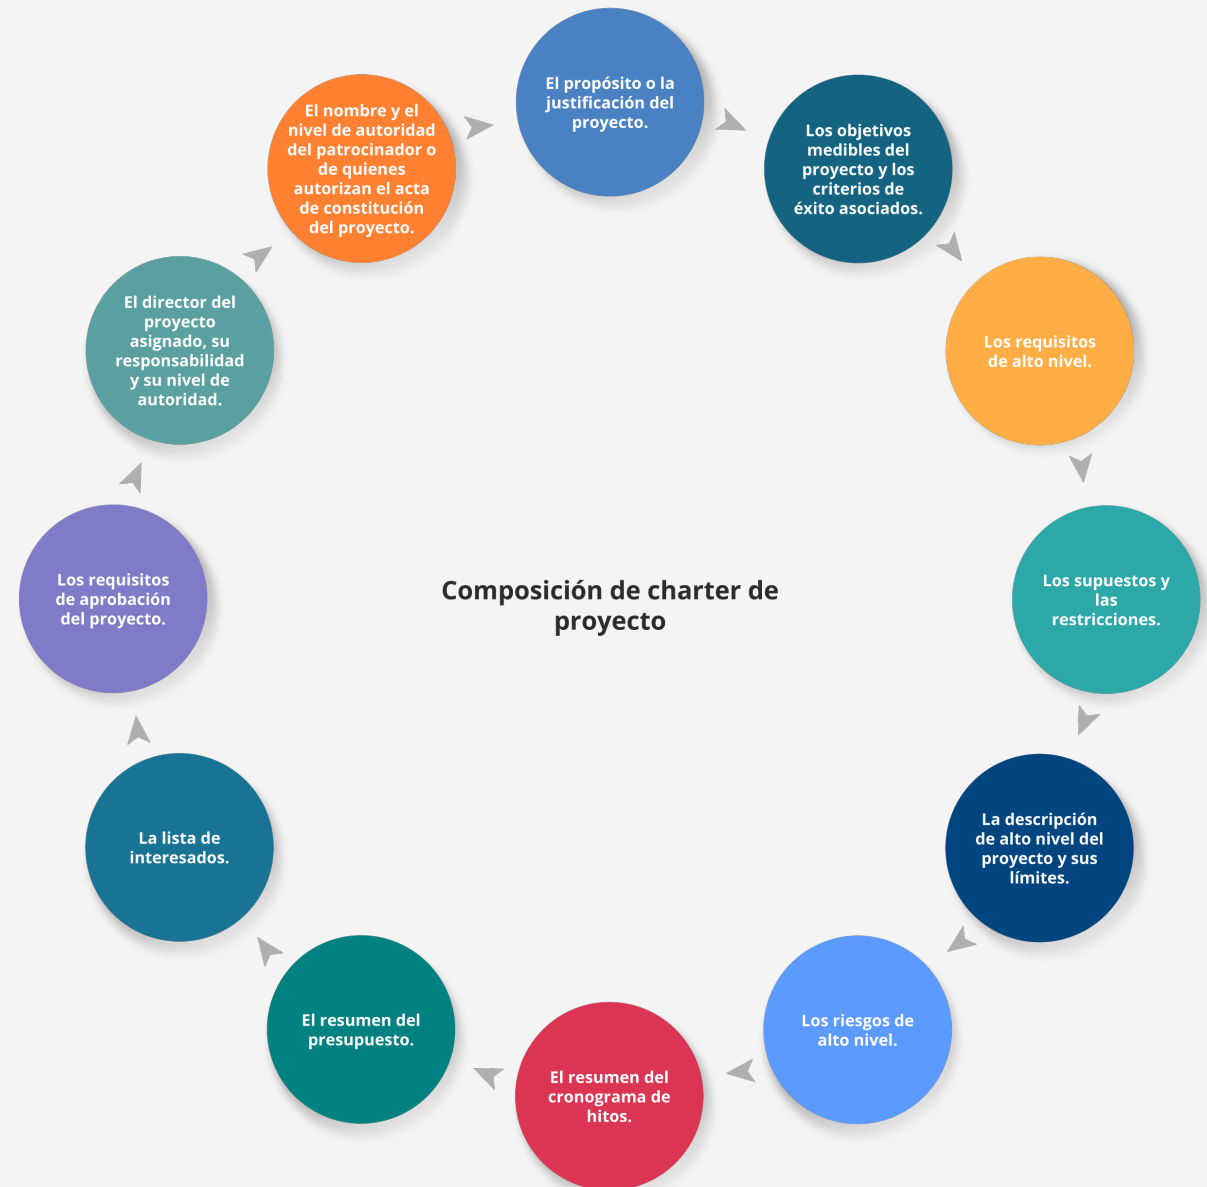 El propósito o la
justificación del
proyecto.
Los objetivos
medibles del
proyecto y los
criterios de
éxito asociados.
Los requisitos
de alto nivel.
Los supuestos y
las
restricciones.
La descripción
de alto nivel del
proyecto y sus
límites.
Los riesgos de
alto nivel.
El resumen del
cronograma de
hitos.
El resumen del
presupuesto.
La lista de
interesados.
Los requisitos
de aprobación
del proyecto.
El director del
proyecto
asignado, su
responsabilidad
y su nivel de
autoridad.
El nombre y el
nivel de autoridad
del patrocinador o
de quienes
autorizan el acta
de constitución
del proyecto.
Composición de charter de
proyecto